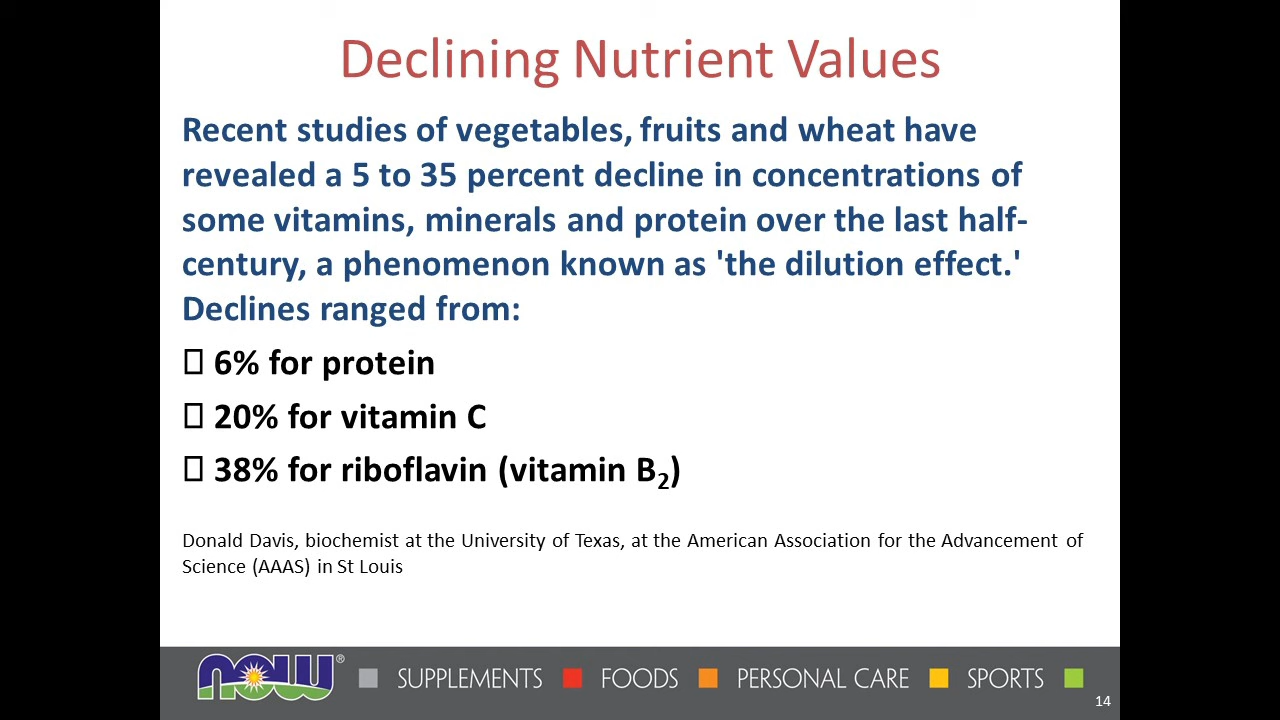 Declining Nutrient Values
Recent studies of vegetables, fruits and wheat have
revealed a 5 to 35 percent decline in concentrations of
some vitamins, minerals and protein over the last half-
century, a phenomenon known as 'the dilution effect.'
Declines ranged from:
6% for protein
20% for vitamin C
38% for riboflavin (vitamin B₂)
Donald Davis, biochemist at the University of Texas, at the American Association for the Advancement of
Science (AAAS) in St Louis
now® SUPPLEMENTS FOODS PERSONAL CARE SPORTS
14